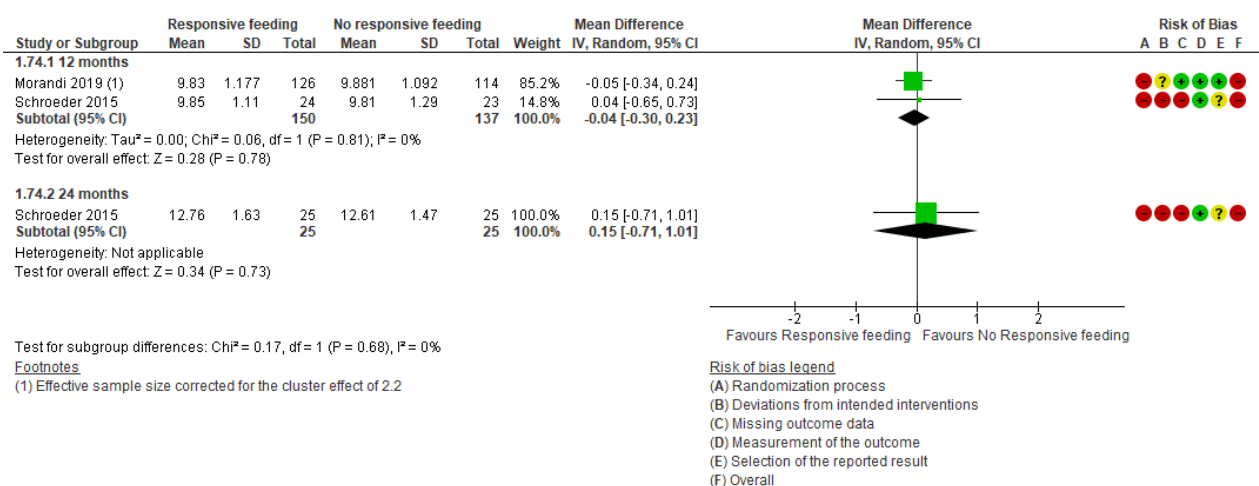 Responsive feeding No responsive feeding Mean Difference Mean Difference Risk of Bias
Study or Subgroup Mean SD Total Mean SD Total Weight IV, Random, 95% CI IV, Random, 95% CI A B C D E F
1.74.1 12 months
Morandi 2019 (1) 9.83 1.177 126 9.881 1.092 114 85.2% -0.05 [-0.34, 0.24] - ? + + + -
Schroeder 2015 9.85 1.11 24 9.81 1.29 23 14.8% 0.04 [-0.65, 0.73] - - - + ? -
Subtotal (95% CI) 150 137 100.0% -0.04 [-0.30, 0.23]
Heterogeneity: Tau² = 0.00; Chi² = 0.06, df = 1 (P = 0.81); I² = 0%
Test for overall effect: Z = 0.28 (P = 0.78)
1.74.2 24 months
Schroeder 2015 12.76 1.63 25 12.61 1.47 25 100.0% 0.15 [-0.71, 1.01] - - - + ? -
Subtotal (95% CI) 25 25 100.0% 0.15 [-0.71, 1.01]
Heterogeneity: Not applicable
Test for overall effect: Z = 0.34 (P = 0.73)
-2 -1 0 1 2
Favours Responsive feeding Favours No Responsive feeding
Test for subgroup differences: Chi² = 0.17, df = 1 (P = 0.68), I² = 0%
Footnotes
(1) Effective sample size corrected for the cluster effect of 2.2
Risk of bias legend
(A) Randomization process
(B) Deviations from intended interventions
(C) Missing outcome data
(D) Measurement of the outcome
(E) Selection of the reported result
(F) Overall